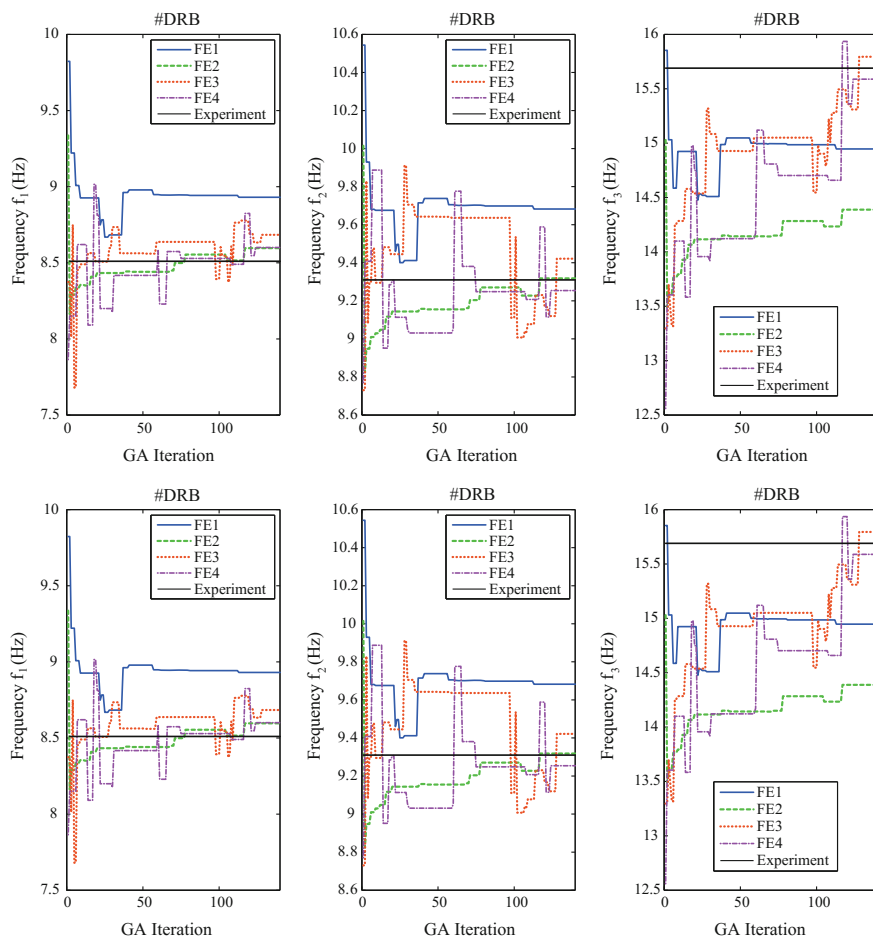 #DRB
10
9.5
9
8.5
8
7.5
Frequency f₁ (Hz)
FE1
FE2
FE3
FE4
Experiment
0
50
100
GA Iteration
#DRB
10.6
10.4
10.2
10
9.8
9.6
9.4
9.2
9
8.8
8.6
Frequency f₂ (Hz)
FE1
FE2
FE3
FE4
Experiment
0
50
100
GA Iteration
#DRB
16
15.5
15
14.5
14
13.5
13
12.5
Frequency f₃ (Hz)
FE1
FE2
FE3
FE4
Experiment
0
50
100
GA Iteration
#DRB
10
9.5
9
8.5
8
7.5
Frequency f₁ (Hz)
FE1
FE2
FE3
FE4
Experiment
0
50
100
GA Iteration
#DRB
10.6
10.4
10.2
10
9.8
9.6
9.4
9.2
9
8.8
8.6
Frequency f₂ (Hz)
FE1
FE2
FE3
FE4
Experiment
0
50
100
GA Iteration
#DRB
16
15.5
15
14.5
14
13.5
13
12.5
Frequency f₃ (Hz)
FE1
FE2
FE3
FE4
Experiment
0
50
100
GA Iteration